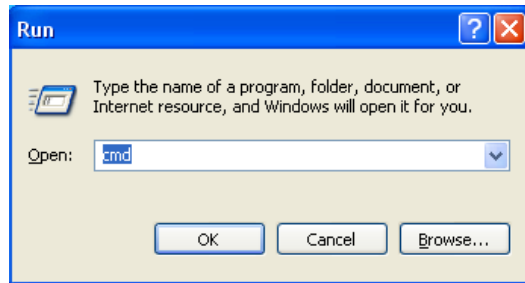 Run
Type the name of a program, folder, document, or
Internet resource, and Windows will open it for you.
Open: cmd
OK Cancel Browse...